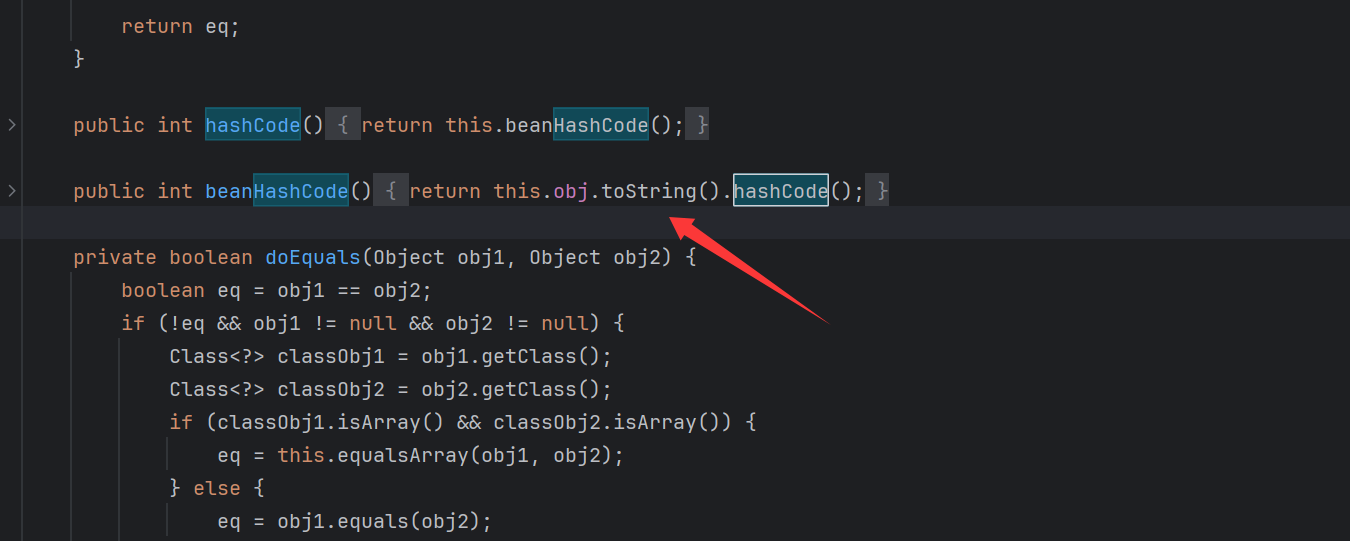 return eq;
}
public int hashCode() { return this.beanHashCode(); }
public int beanHashCode() { return this.obj.toString().hashCode(); }
private boolean doEquals(Object obj1, Object obj2) {
boolean eq = obj1 == obj2;
if (!eq && obj1 != null && obj2 != null) {
Class<?> classObj1 = obj1.getClass();
Class<?> classObj2 = obj2.getClass();
if (classObj1.isArray() && classObj2.isArray()) {
eq = this.equalsArray(obj1, obj2);
} else {
eq = obj1.equals(obj2);